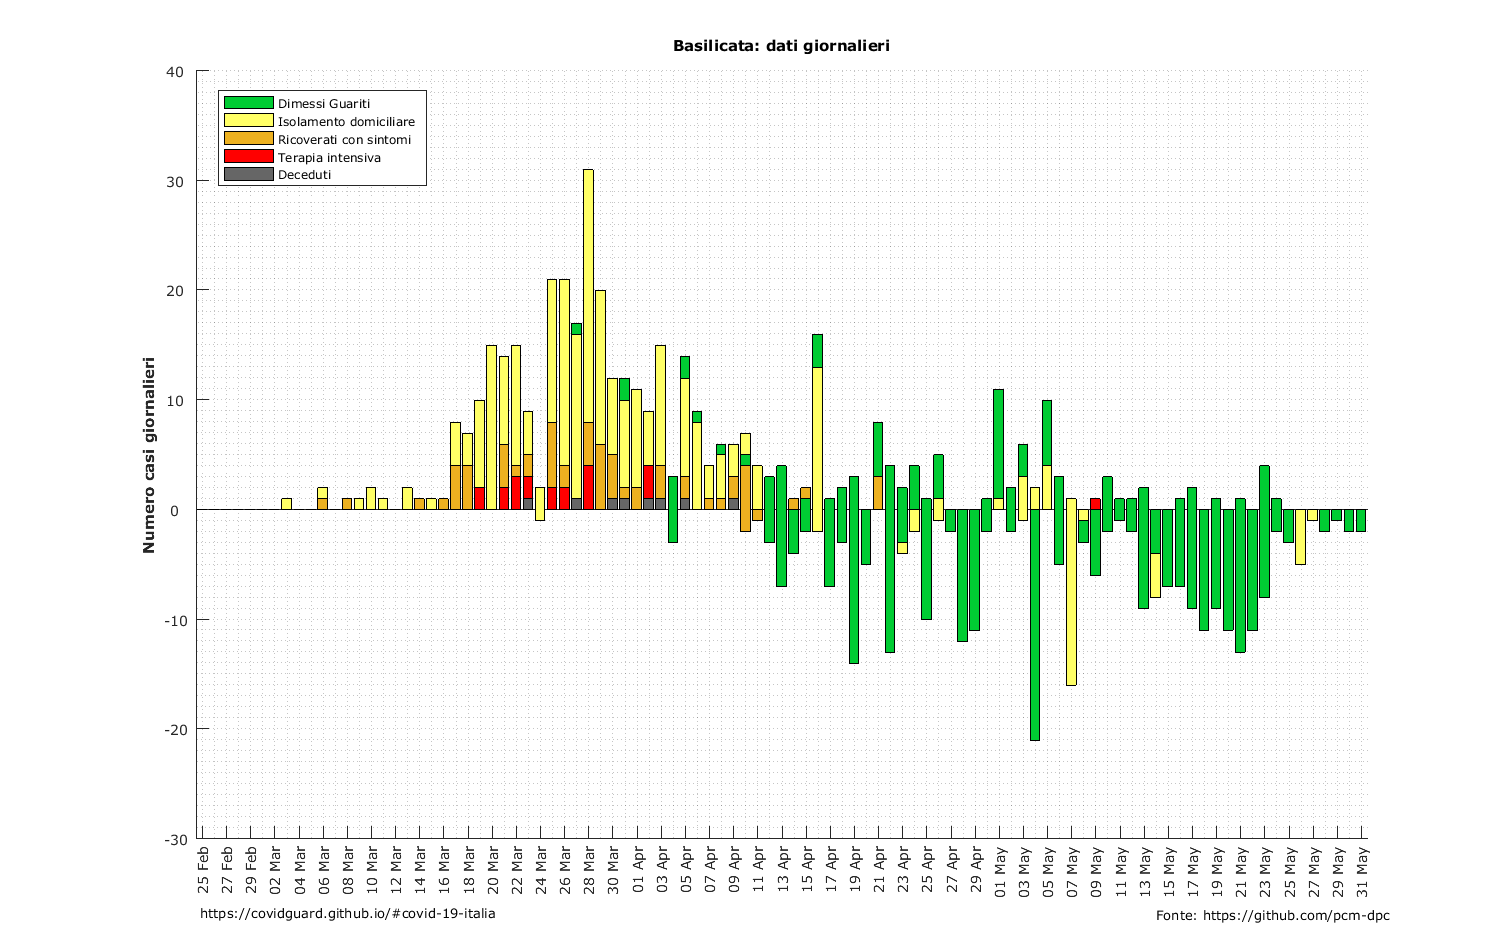 Basilicata: dati giornalieri
40
30
20
10
0
-10
-20
-30
Numero casi giornalieri
Dimessi Guariti
Isolamento domiciliare
Ricoverati con sintomi
Terapia intensiva
Deceduti
25 Feb
27 Feb
29 Feb
02 Mar
04 Mar
06 Mar
08 Mar
10 Mar
12 Mar
14 Mar
16 Mar
18 Mar
20 Mar
22 Mar
24 Mar
26 Mar
28 Mar
30 Mar
01 Apr
03 Apr
05 Apr
07 Apr
09 Apr
11 Apr
13 Apr
15 Apr
17 Apr
19 Apr
21 Apr
23 Apr
25 Apr
27 Apr
29 Apr
01 May
03 May
05 May
07 May
09 May
11 May
13 May
15 May
17 May
19 May
21 May
23 May
25 May
27 May
29 May
31 May
https://covidguard.github.io/#covid-19-italia
Fonte: https://github.com/pcm-dpc